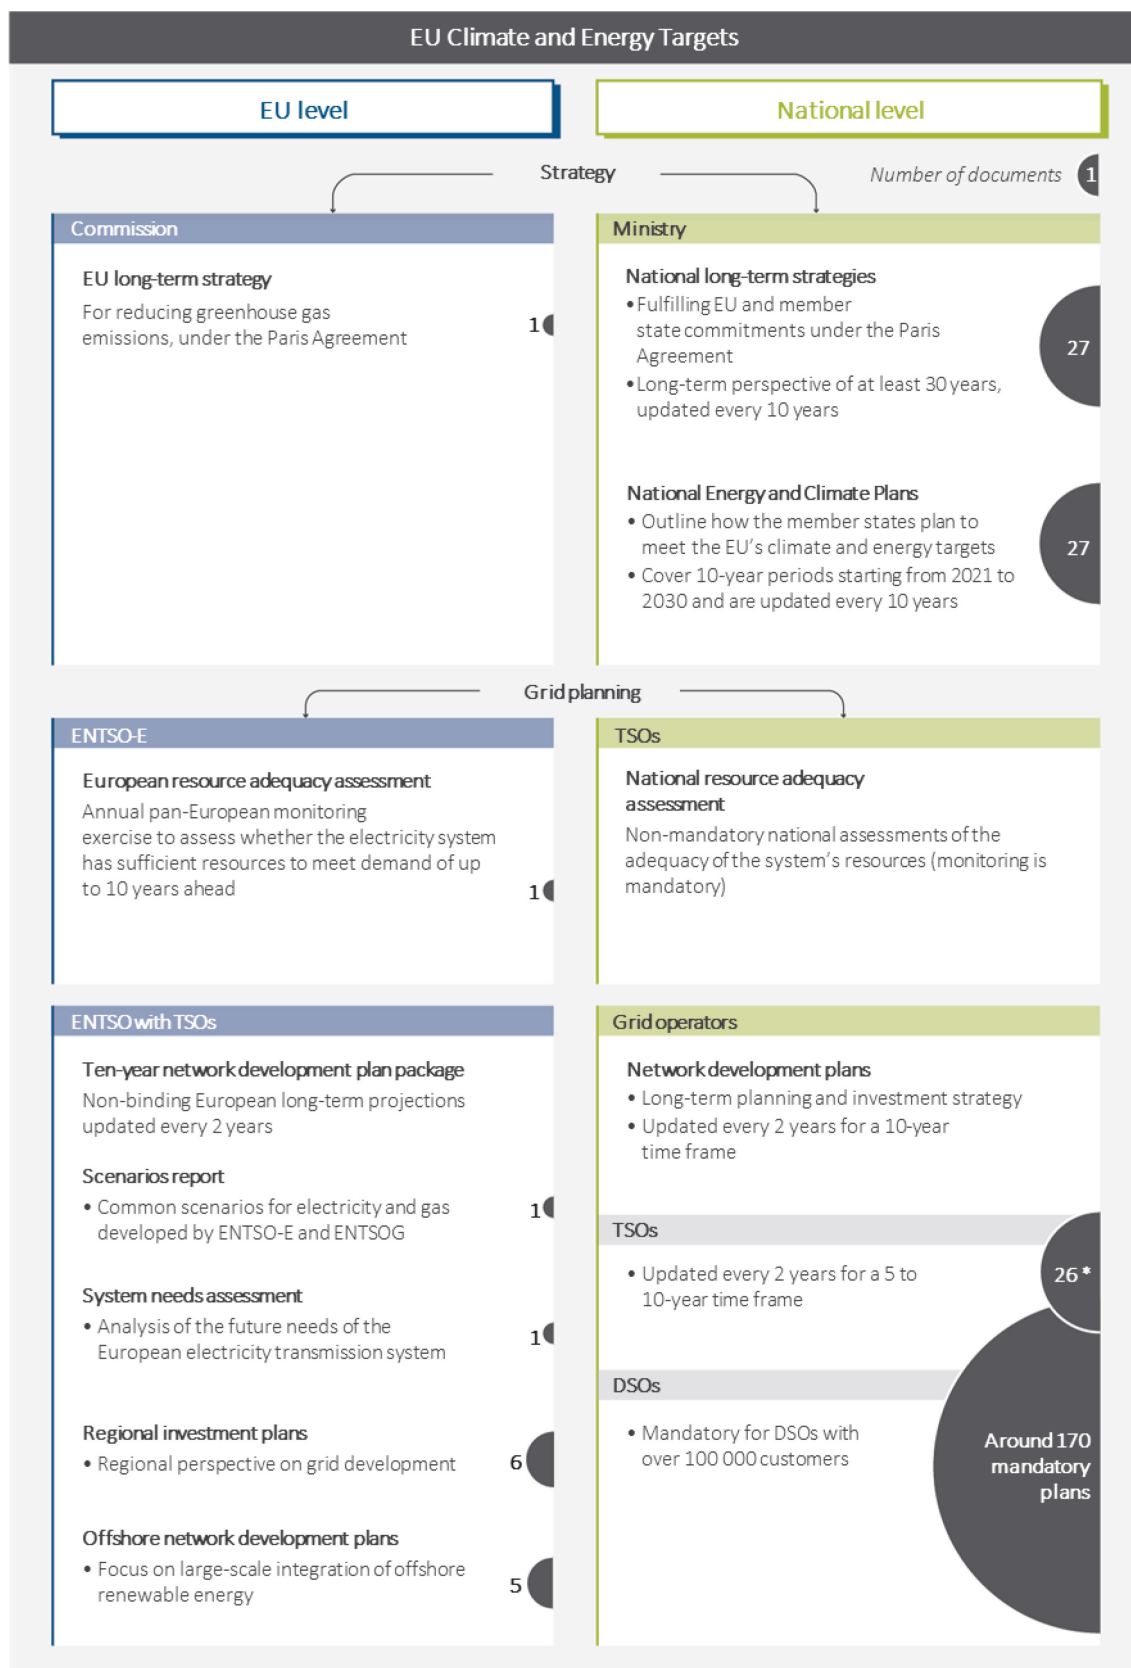 EU Climate and Energy Targets
EU level
National level
Strategy
Number of documents 1
Commission
EU long-term strategy
For reducing greenhouse gas
emissions, under the Paris Agreement
1
Ministry
National long-term strategies
•Fulfilling EU and member
state commitments under the Paris
Agreement
•Long-term perspective of at least 30 years,
updated every 10 years
27
National Energy and Climate Plans
• Outline how the member states plan to
meet the EU's climate and energy targets
• Cover 10-year periods starting from 2021 to
2030 and are updated every 10 years
27
Grid planning
ENTSO-E
European resource adequacy assessment
Annual pan-European monitoring
exercise to assess whether the electricity system
has sufficient resources to meet demand of up
to 10 years ahead
1
TSOs
National resource adequacy
assessment
Non-mandatory national assessments of the
adequacy of the system's resources (monitoring is
mandatory)
ENTSO with TSOs
Ten-year network development plan package
Non-binding European long-term projections
updated every 2 years
Scenarios report
• Common scenarios for electricity and gas
developed by ENTSO-E and ENTSOG
1
System needs assessment
• Analysis of the future needs of the
European electricity transmission system
1
Regional investment plans
• Regional perspective on grid development
6
Offshore network development plans
• Focus on large-scale integration of offshore
renewable energy
5
Grid operators
Network development plans
• Long-term planning and investment strategy
• Updated every 2 years for a 10-year
time frame
TSOs
• Updated every 2 years for a 5 to
10-year time frame
26*
DSOs
• Mandatory for DSOs with
over 100 000 customers
Around 170
mandatory
plans